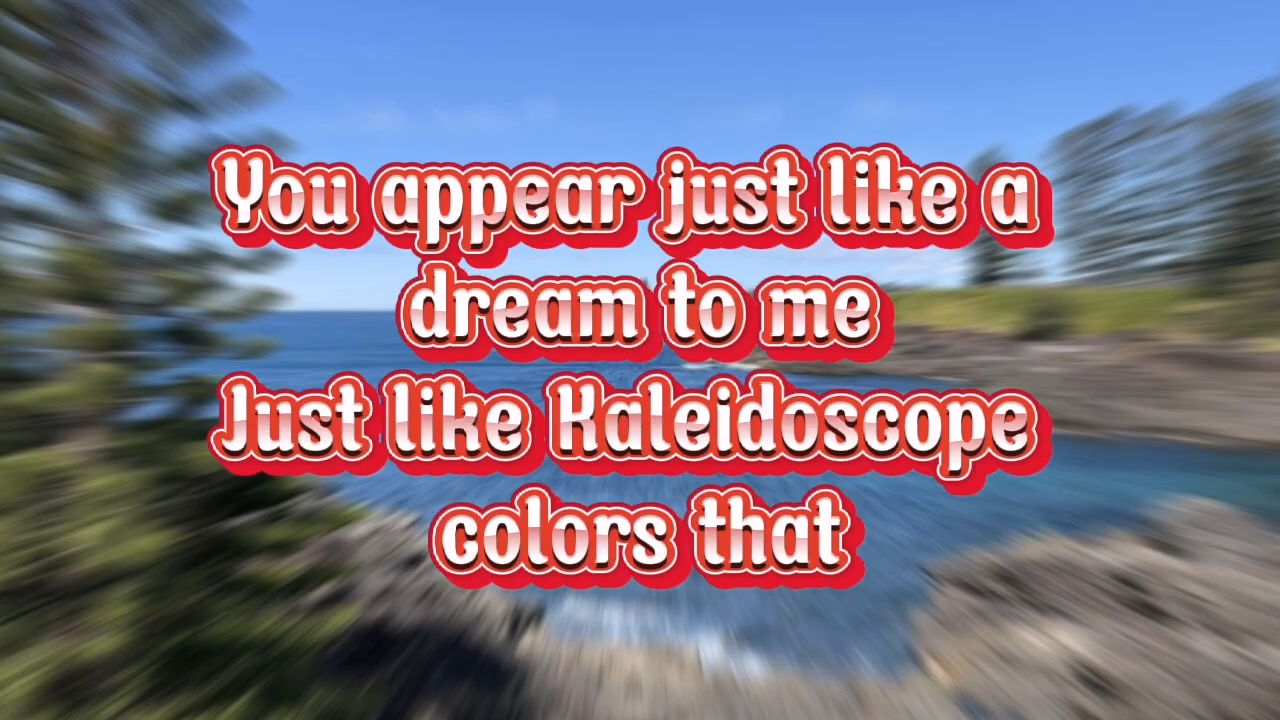 You appear just like a
dream to me
Just like Kaleidoscope
colors that